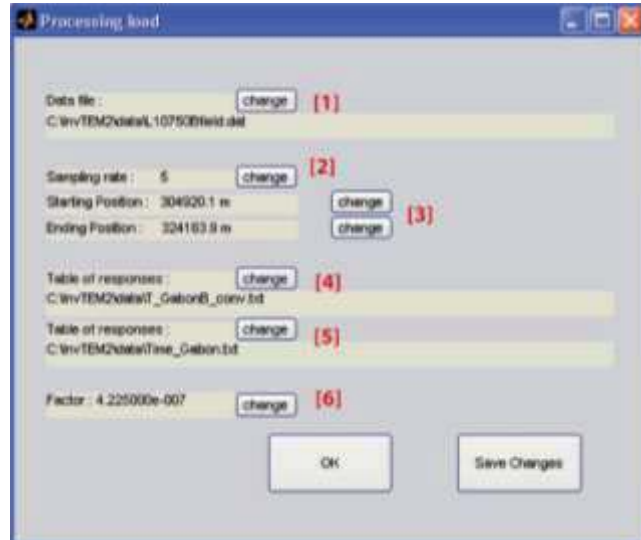 Processing load
Data file : change [1]
C:\InvTEM2\data\L10750Bfield.dat
Sampling rate : 5 change [2]
Starting Position : 304920.1 m change
[3]
Ending Position : 324163.9 m change
Table of responses : change [4]
C:\InvTEM2\data\T_GabonB_conv.txt
Table of responses : change [5]
C:\InvTEM2\data\Time_Gabon.txt
Factor : 4.225000e-007 change [6]
OK Save Changes